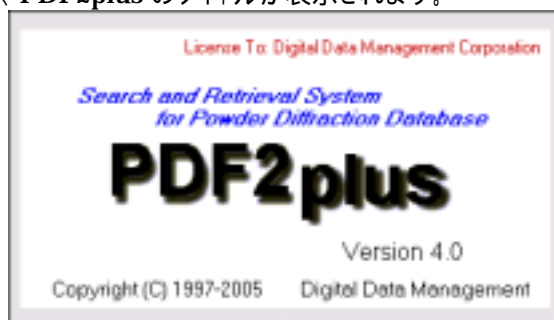 PDF2plus のタイトルが表示されます。
License To: Digital Data Management Corporation
Search and Retrieval System
for Powder Diffraction Database
PDF2plus
Version 4.0
Copyright (C) 1997-2005 Digital Data Management